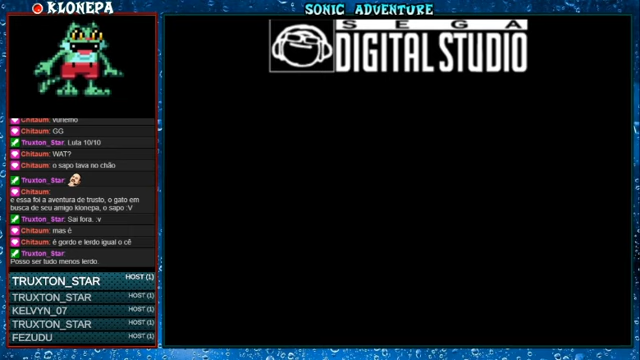 KLONEPA
SONIC ADVENTURE
SEGA
DIGITAL STUDIO
Chitaum: vunemo
Chitaum: GG
Truxton_Star: Lula 10/10
Chitaum: WAT?
Chitaum: o sapo tava no chão
Truxton_Star:
Chitaum:
e essa foi a aventura de trusto, o gato em
busca de seu amigo klonepa, o sapo :V
Truxton_Star: Sai fora. :v
Chitaum: mas é
Chitaum: é gordo e lerdo igual o cê
Truxton_Star:
Posso ser tudo menos lerdo.
TRUXTON_STAR HOST (1)
TRUXTON_STAR HOST (1)
KELVYN_07 HOST (1)
TRUXTON_STAR HOST (1)
FEZUDU HOST (1)